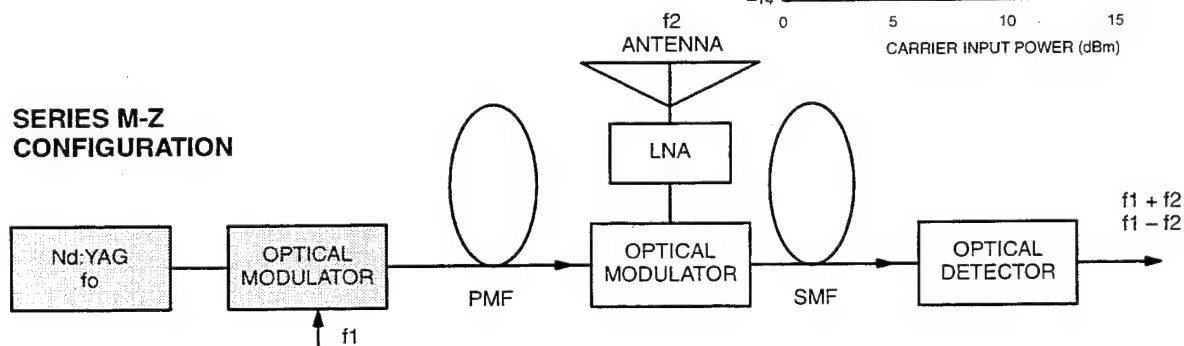 0 5 10 15
CARRIER INPUT POWER (dBm)
f2
ANTENNA
SERIES M-Z
CONFIGURATION
LNA
Nd:YAG
fo
OPTICAL
MODULATOR
f1
PMF
OPTICAL
MODULATOR
SMF
OPTICAL
DETECTOR
f1 + f2
f1 – f2